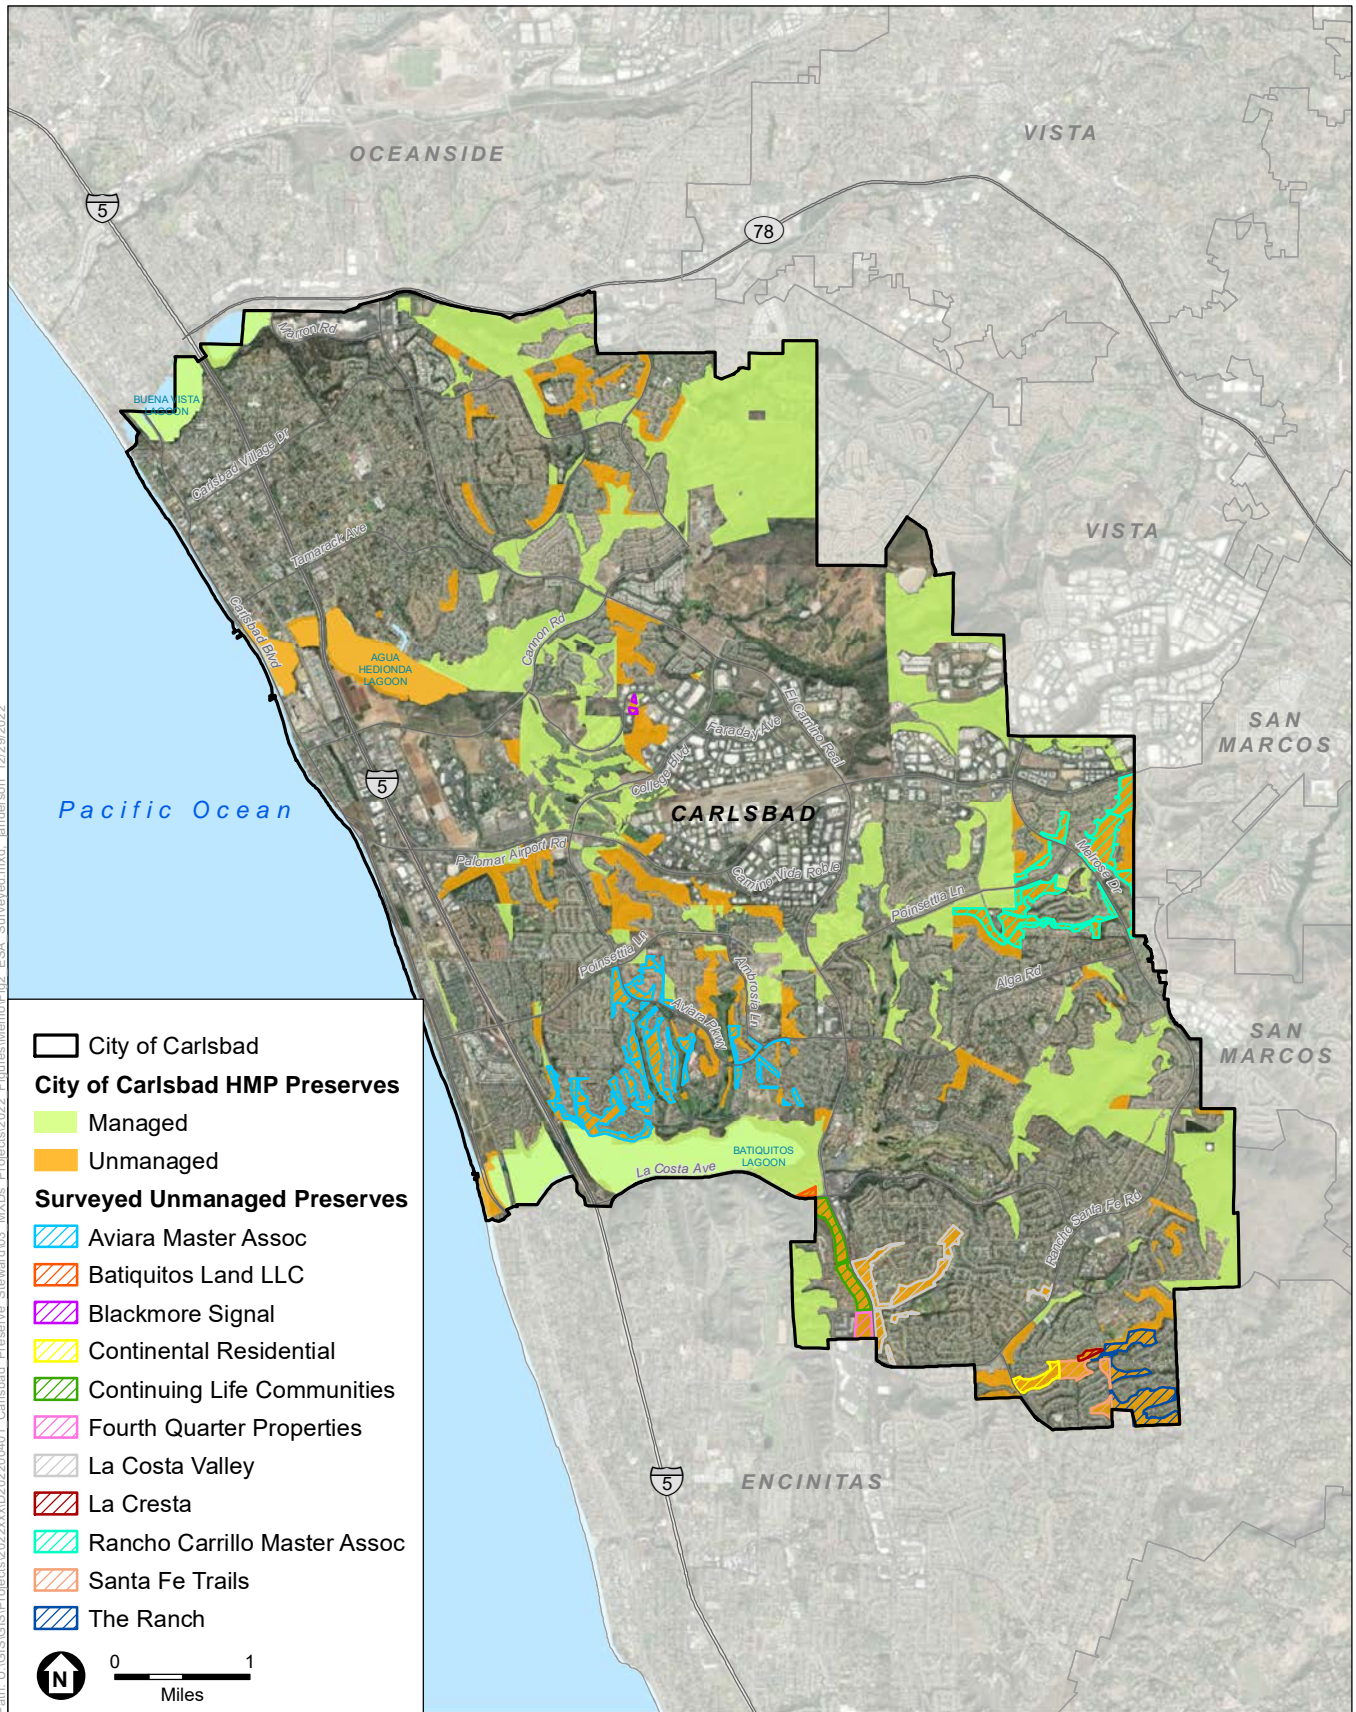 OCEANSIDE
VISTA
5
78
Marron Rd
BUENA VISTA
LAGOON
Carlsbad Village Dr
Tamarack Ave
VISTA
Carlsbad Blvd
Cannon Rd
AGUA
HEDIONDA
LAGOON
El Camino Real
Faraday Ave
SAN
MARCOS
College Blvd
5
Pacific Ocean
CARLSBAD
Palomar Airport Rd
Camino Vida Roble
Melrose Dr
Poinsettia Ln
Poinsettia Ln
Ambrosia Ln
Alga Rd
Aviara Pkwy
SAN
MARCOS
BATIQUITOS
LAGOON
La Costa Ave
Rancho Santa Fe Rd
ENCINITAS
5
City of Carlsbad
City of Carlsbad HMP Preserves
Managed
Unmanaged
Surveyed Unmanaged Preserves
Aviara Master Assoc
Batiquitos Land LLC
Blackmore Signal
Continental Residential
Continuing Life Communities
Fourth Quarter Properties
La Costa Valley
La Cresta
Rancho Carrillo Master Assoc
Santa Fe Trails
The Ranch
N
0 1
Miles